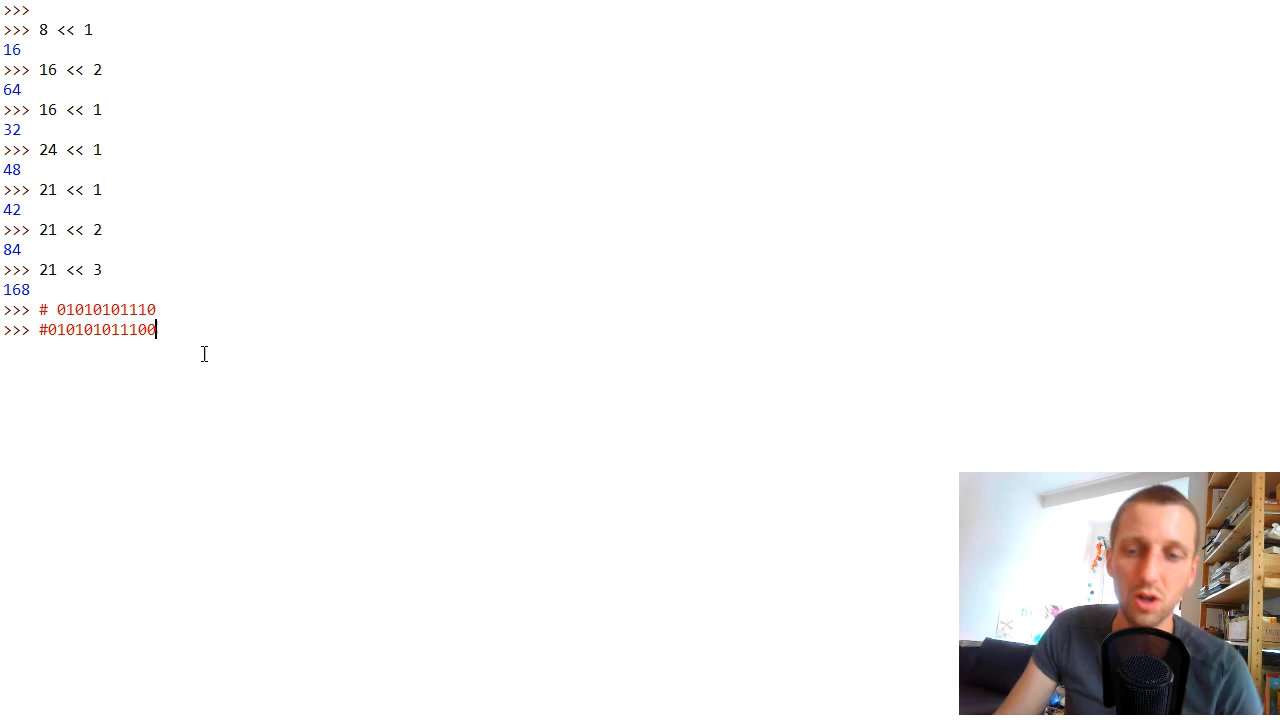 >>>
>>> 8 << 1
16
>>> 16 << 2
64
>>> 16 << 1
32
>>> 24 << 1
48
>>> 21 << 1
42
>>> 21 << 2
84
>>> 21 << 3
168
>>> # 01010101110
>>> #010101011100